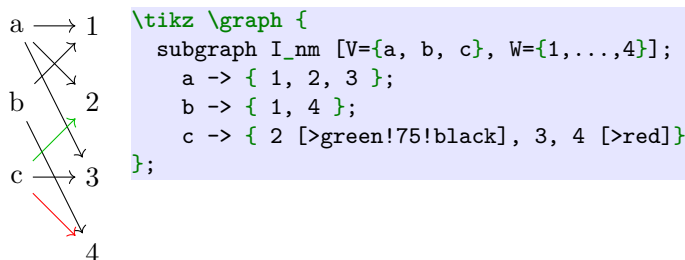 a
1
b
2
c
3
4
\tikz \graph {
subgraph I_nm [V={a, b, c}, W={1,...,4}];
a -> { 1, 2, 3 };
b -> { 1, 4 };
c -> { 2 [>green!75!black], 3, 4 [>red]}
};